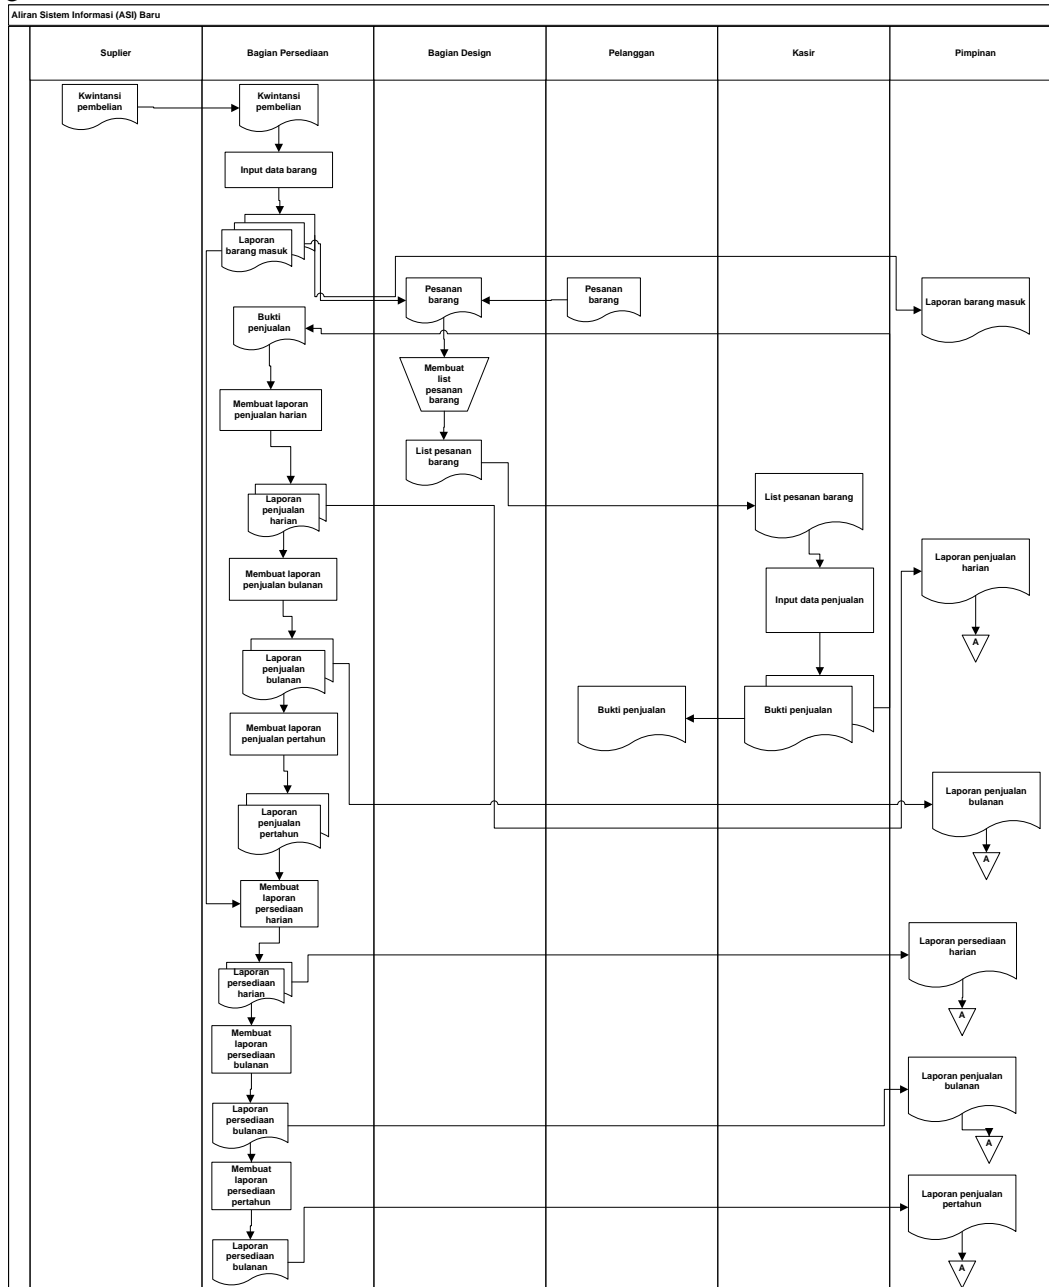 Aliran Sistem Informasi (ASI) Baru
Suplier
Bagian Persediaan
Bagian Design
Pelanggan
Kasir
Pimpinan
Kwintansi
pembelian
Kwintansi
pembelian
Input data barang
Laporan
barang masuk
Pesanan
barang
Pesanan
barang
Laporan barang masuk
Bukti
penjualan
Membuat
list
pesanan
barang
Membuat laporan
penjualan harian
List pesanan
barang
List pesanan barang
Laporan
penjualan
harian
Laporan penjualan
harian
Membuat laporan
penjualan bulanan
Input data penjualan
A
Laporan
penjualan
bulanan
Bukti penjualan
Bukti penjualan
Membuat laporan
penjualan pertahun
Laporan penjualan
bulanan
Laporan
penjualan
pertahun
A
Membuat
laporan
persediaan
harian
Laporan persediaan
harian
Laporan
persediaan
harian
A
Membuat
laporan
persediaan
bulanan
Laporan penjualan
bulanan
Laporan
persediaan
bulanan
A
Membuat
laporan
persediaan
pertahun
Laporan penjualan
pertahun
Laporan
persediaan
bulanan
A